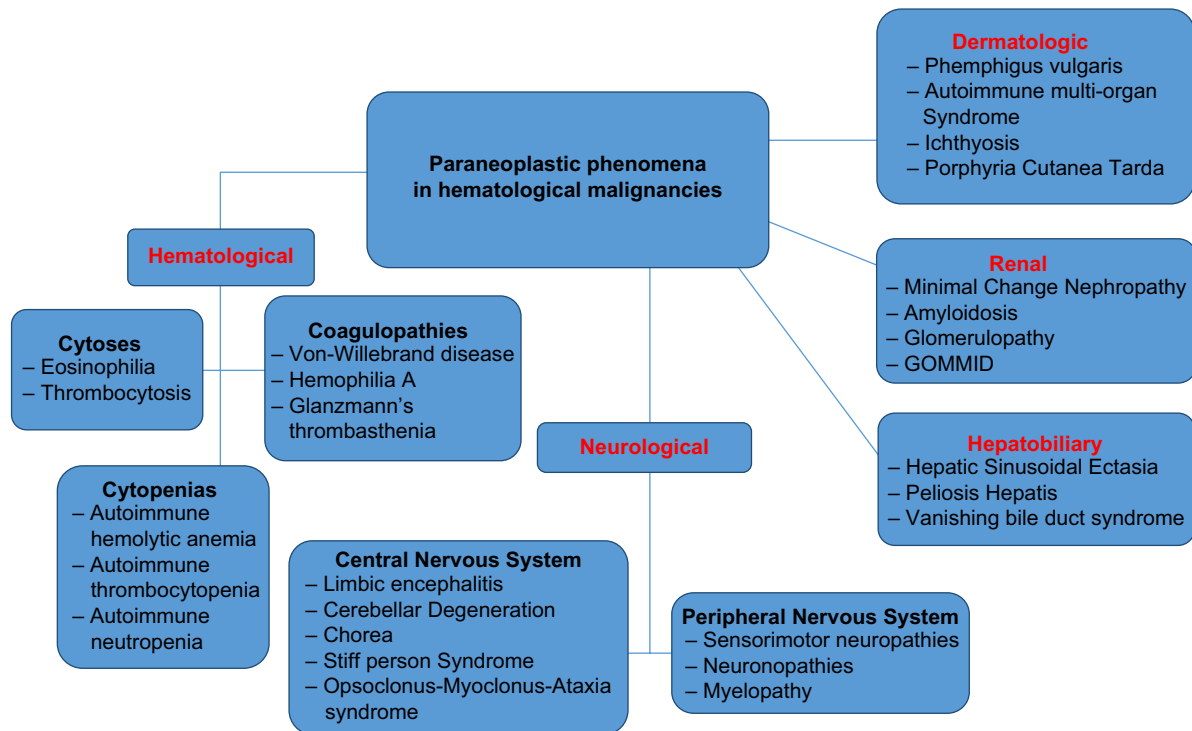 Paraneoplastic phenomena
in hematological malignancies
Dermatologic
– Phemphigus vulgaris
– Autoimmune multi-organ
Syndrome
– Ichthyosis
– Porphyria Cutanea Tarda
Renal
– Minimal Change Nephropathy
– Amyloidosis
– Glomerulopathy
– GOMMID
Hepatobiliary
– Hepatic Sinusoidal Ectasia
– Peliosis Hepatis
– Vanishing bile duct syndrome
Hematological
Cytoses
– Eosinophilia
– Thrombocytosis
Coagulopathies
– Von-Willebrand disease
– Hemophilia A
– Glanzmann’s
thrombasthenia
Cytopenias
– Autoimmune
hemolytic anemia
– Autoimmune
thrombocytopenia
– Autoimmune
neutropenia
Neurological
Central Nervous System
– Limbic encephalitis
– Cerebellar Degeneration
– Chorea
– Stiff person Syndrome
– Opsoclonus-Myoclonus-Ataxia
syndrome
Peripheral Nervous System
– Sensorimotor neuropathies
– Neuronopathies
– Myelopathy